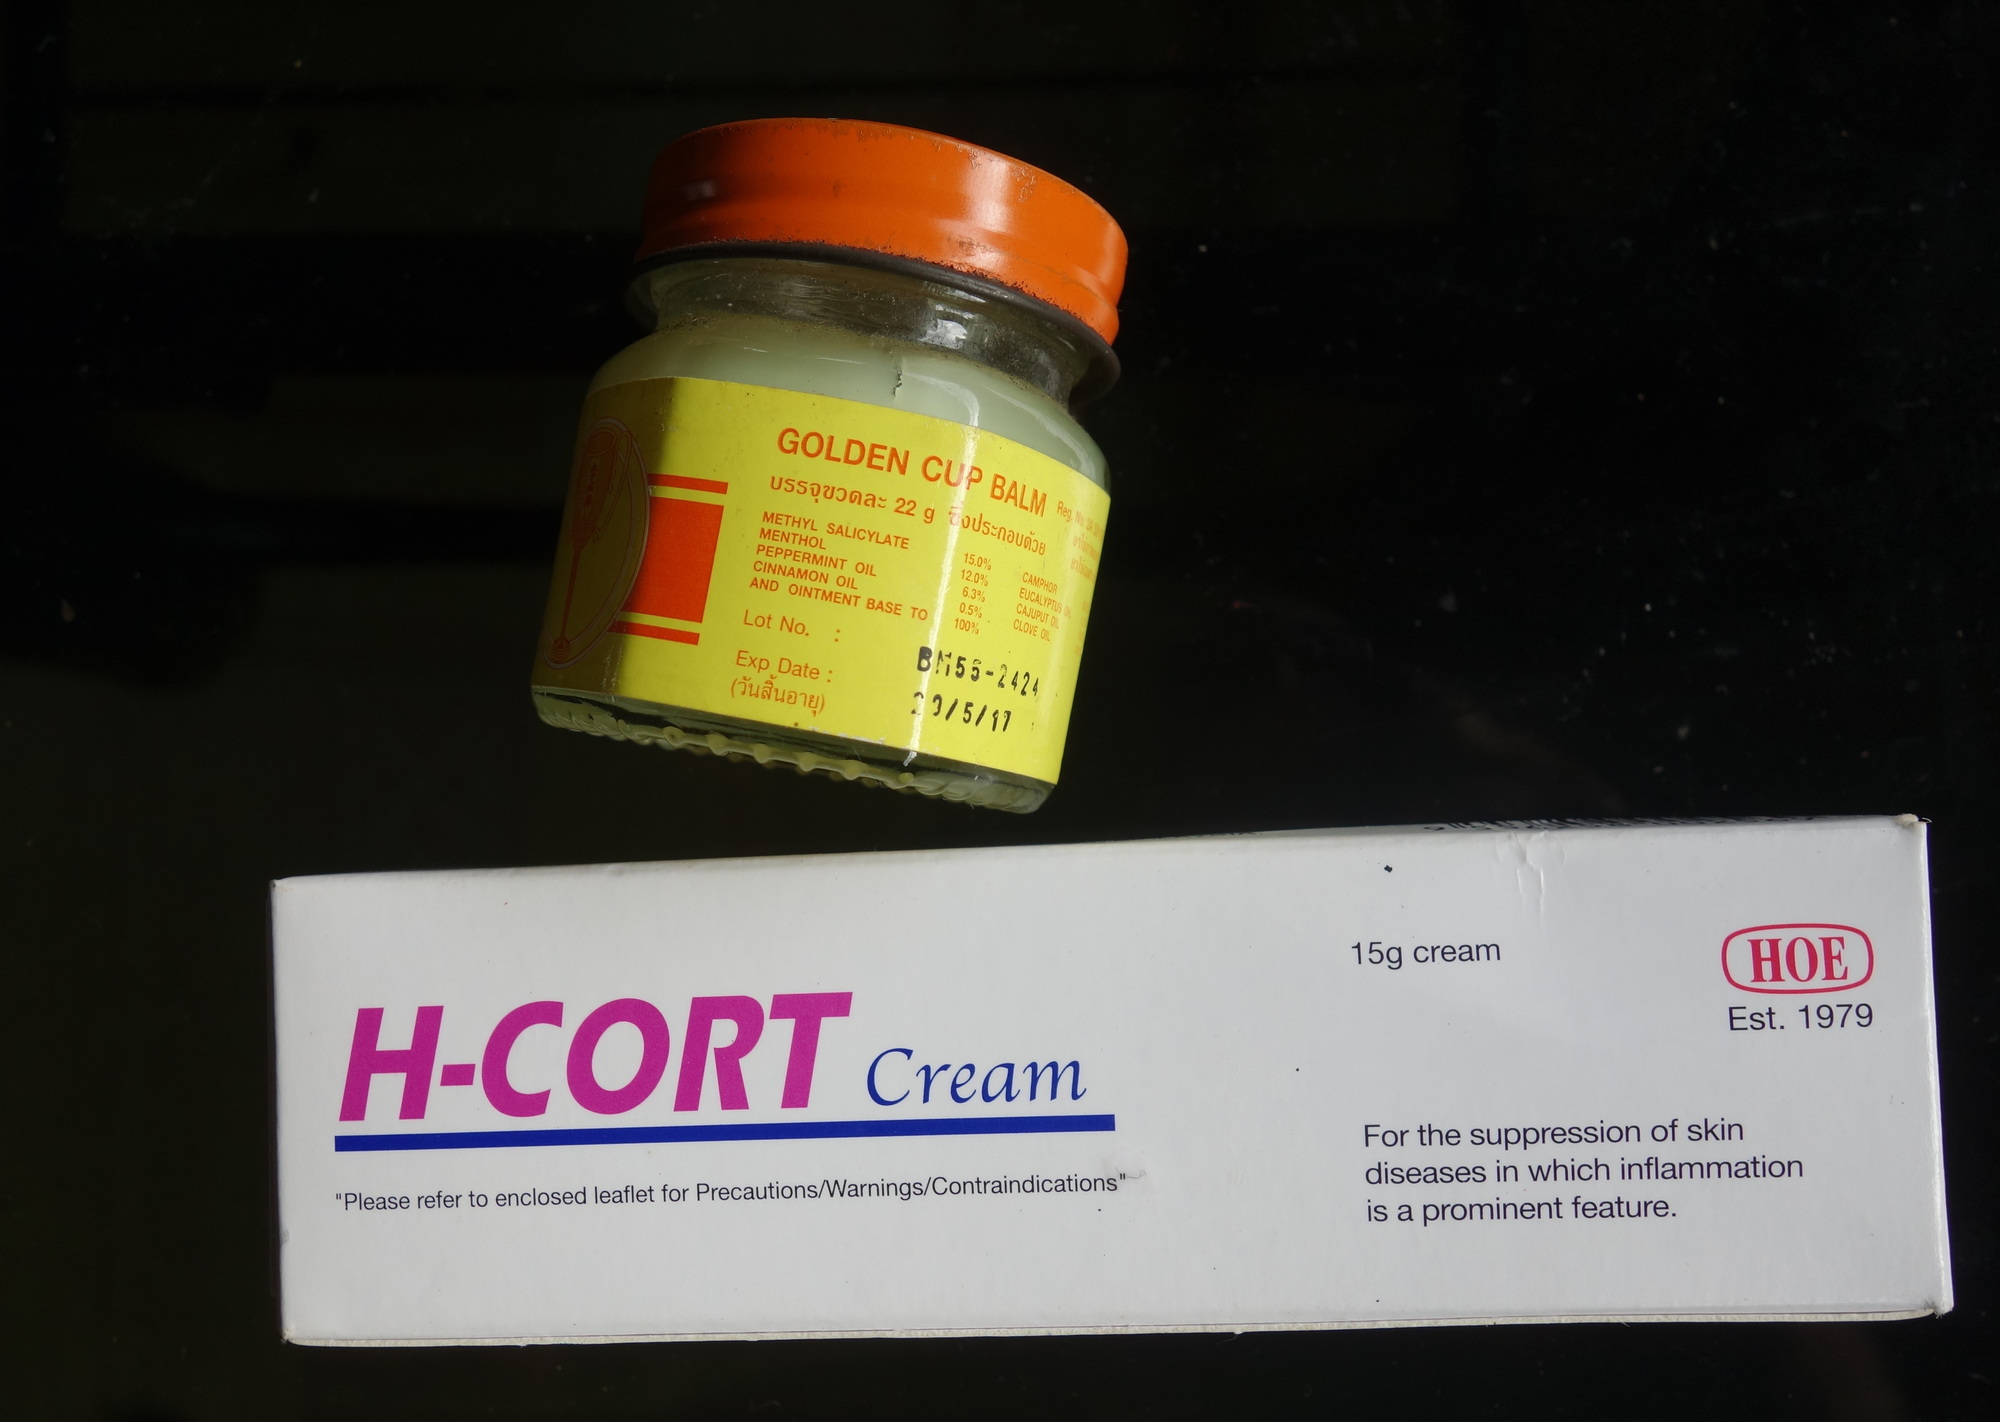 GOLDEN CUP BALM
บรรจุขวดละ 22 g ซึ่งประกอบด้วย
METHYL SALICYLATE 15.0% CAMPHOR
MENTHOL 12.0% EUCALYPTUS OIL
PEPPERMINT OIL 6.3% CAJUPUT OIL
CINNAMON OIL 0.5% CLOVE OIL
AND OINTMENT BASE TO 100%
Lot No. : BM55-2424
Exp Date : /5/17
(วันสิ้นอายุ)
15g cream
HOE
Est. 1979
H-CORT Cream
"Please refer to enclosed leaflet for Precautions/Warnings/Contraindications"
For the suppression of skin
diseases in which inflammation
is a prominent feature.